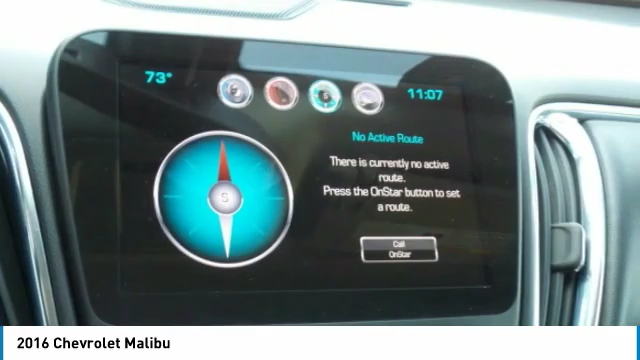 73°
11:07
No Active Route
There is currently no active
route.
Press the OnStar button to set
a route.
S
Call
OnStar
2016 Chevrolet Malibu